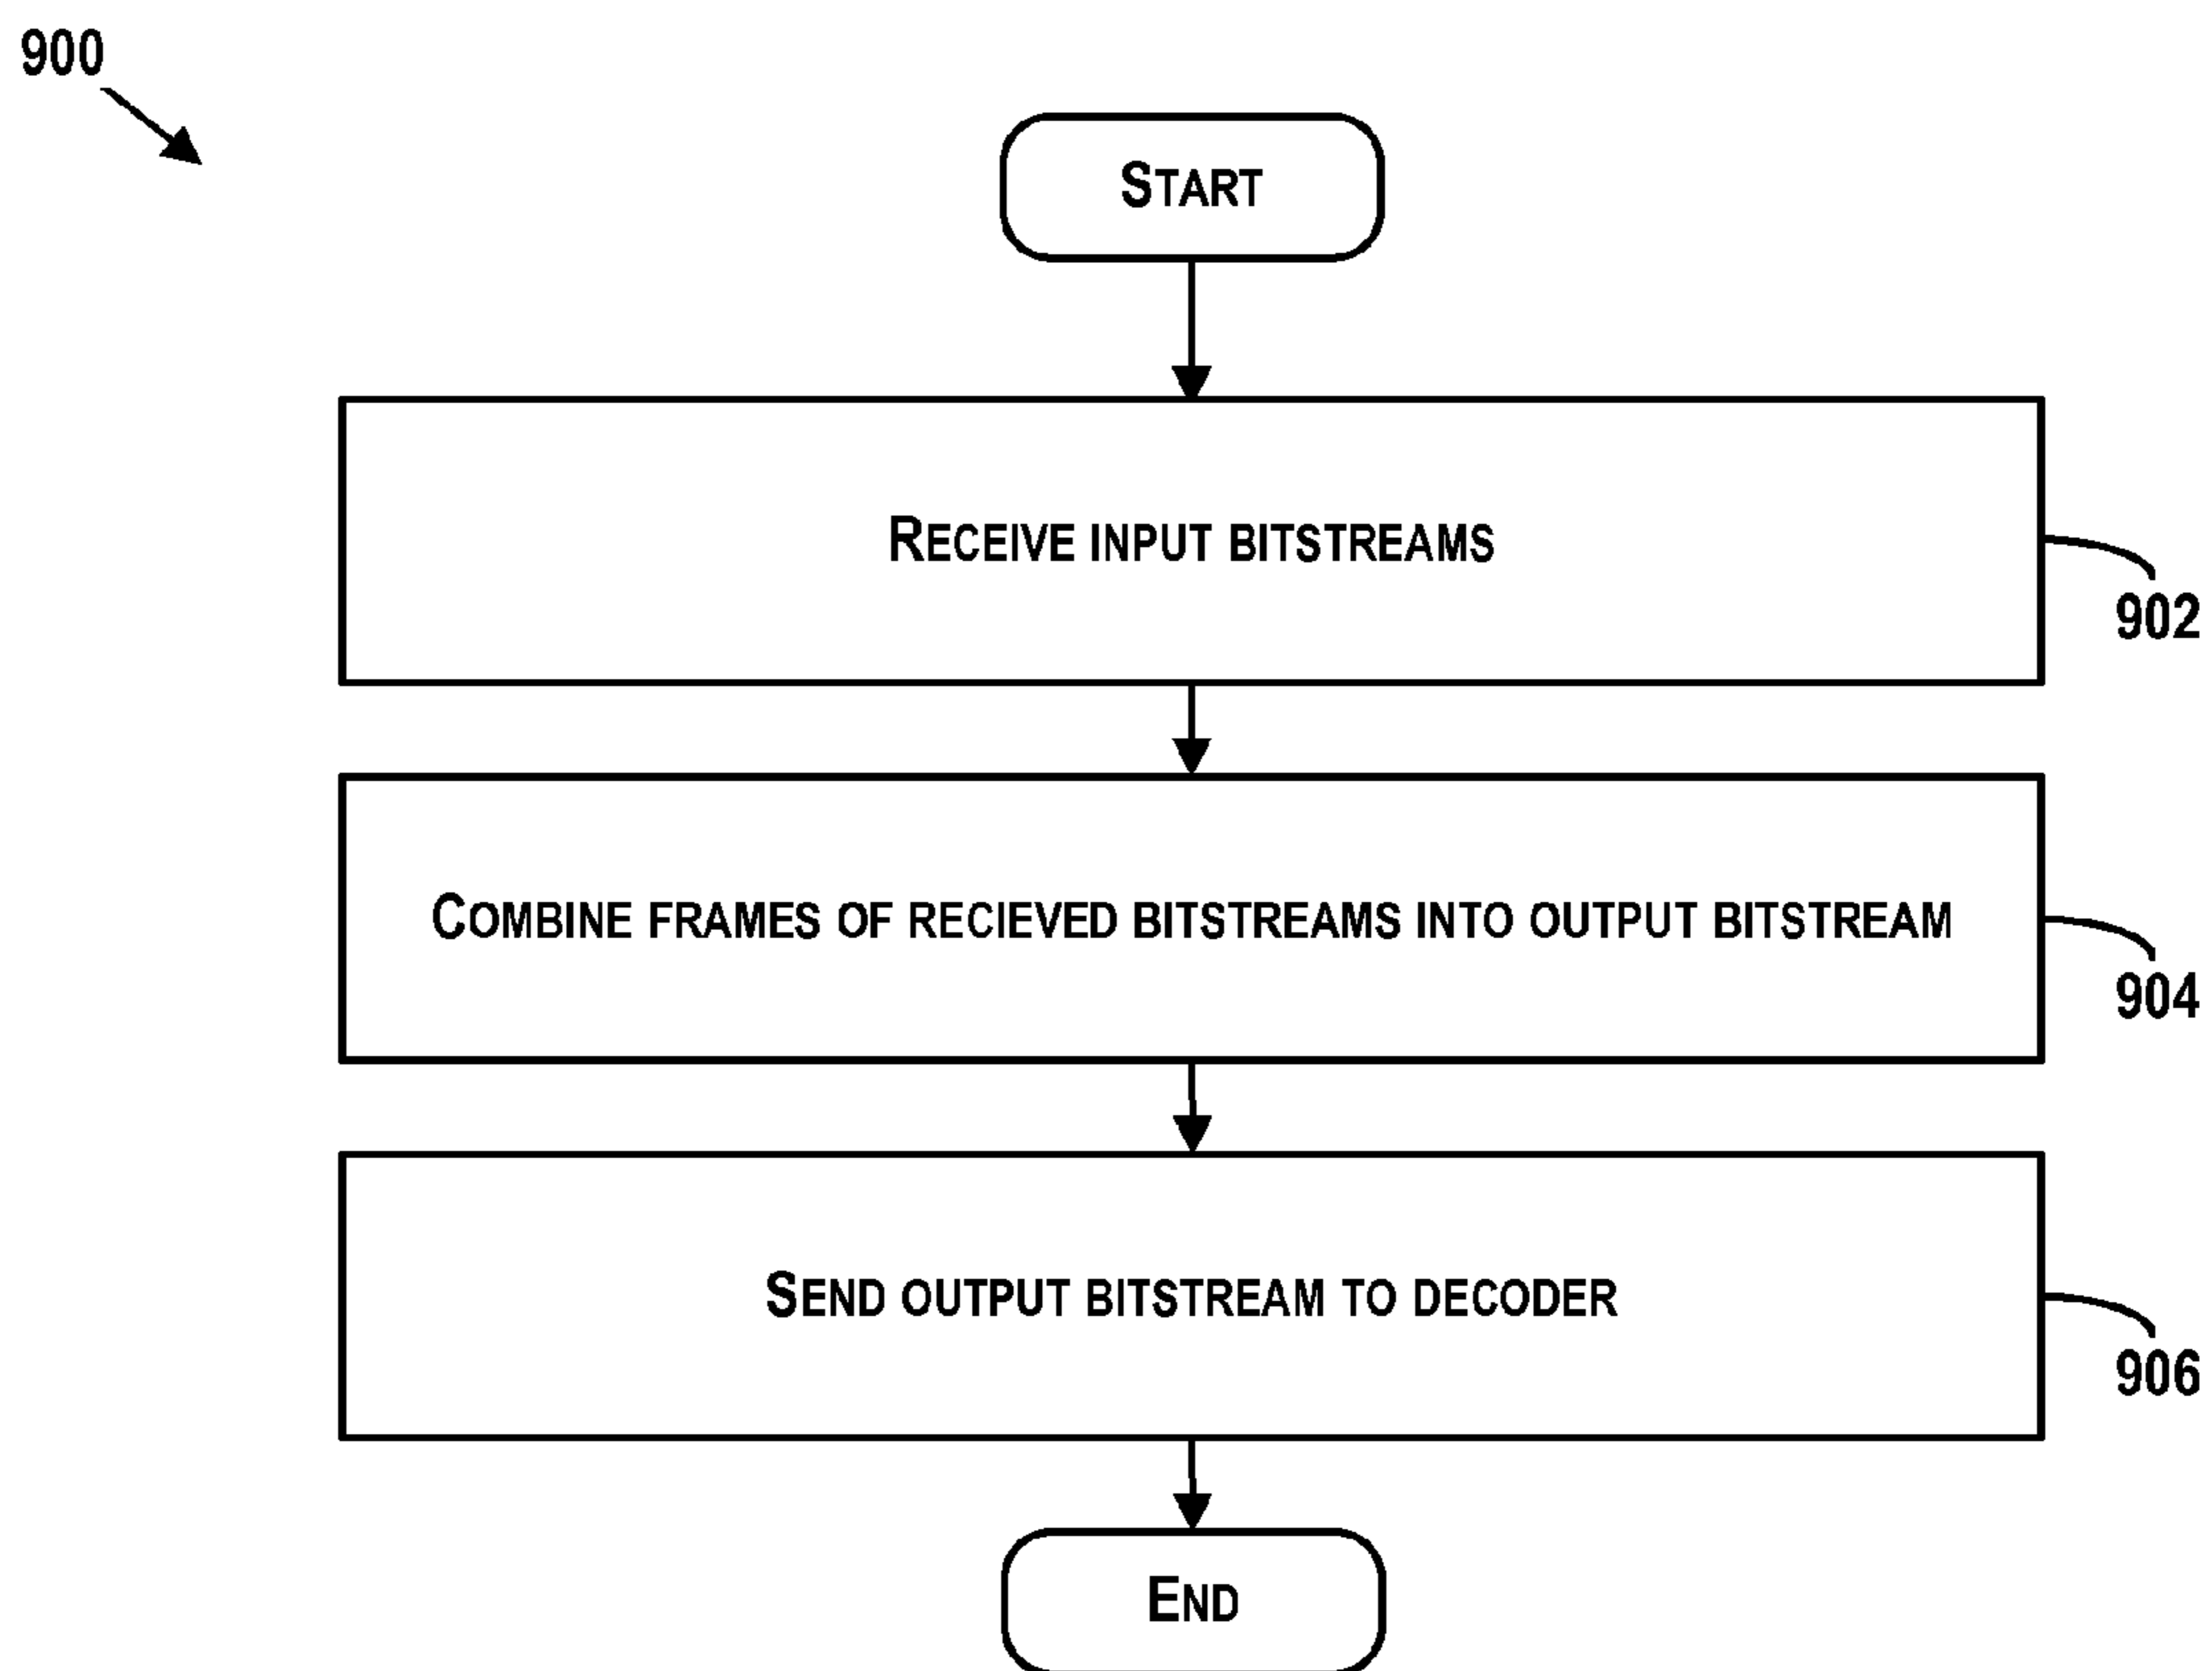 900
START
RECEIVE INPUT BITSTREAMS
902
COMBINE FRAMES OF RECIEVED BITSTREAMS INTO OUTPUT BITSTREAM
904
SEND OUTPUT BITSTREAM TO DECODER
906
END